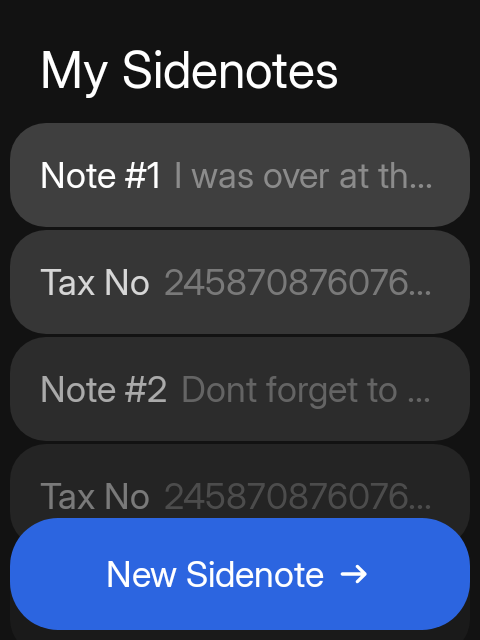 My Sidenotes
Note #1 I was over at th...
Tax No 245870876076...
Note #2 Dont forget to ...
Tax No 245870876076...
New Sidenote →